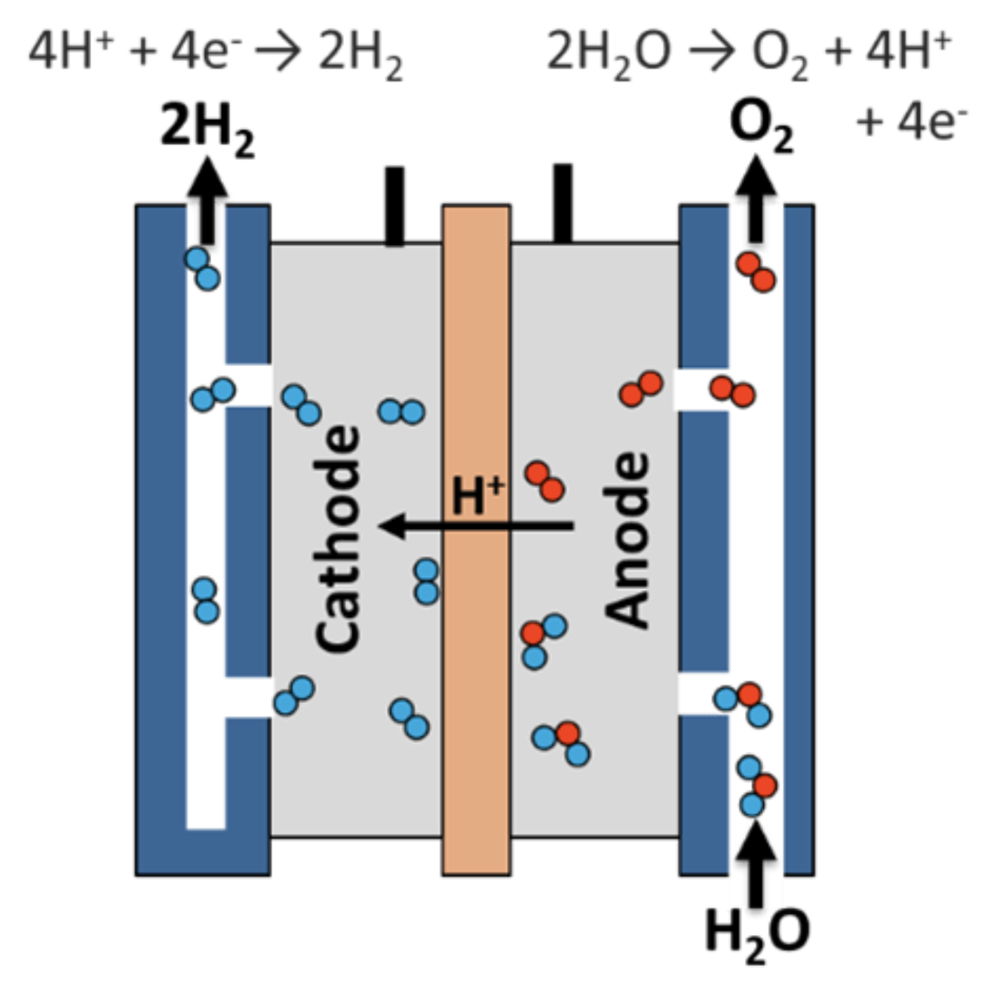 4H⁺ + 4e⁻ → 2H₂
2H₂O → O₂ + 4H⁺
+ 4e⁻
2H₂
O₂
Cathode
H⁺
Anode
H₂O